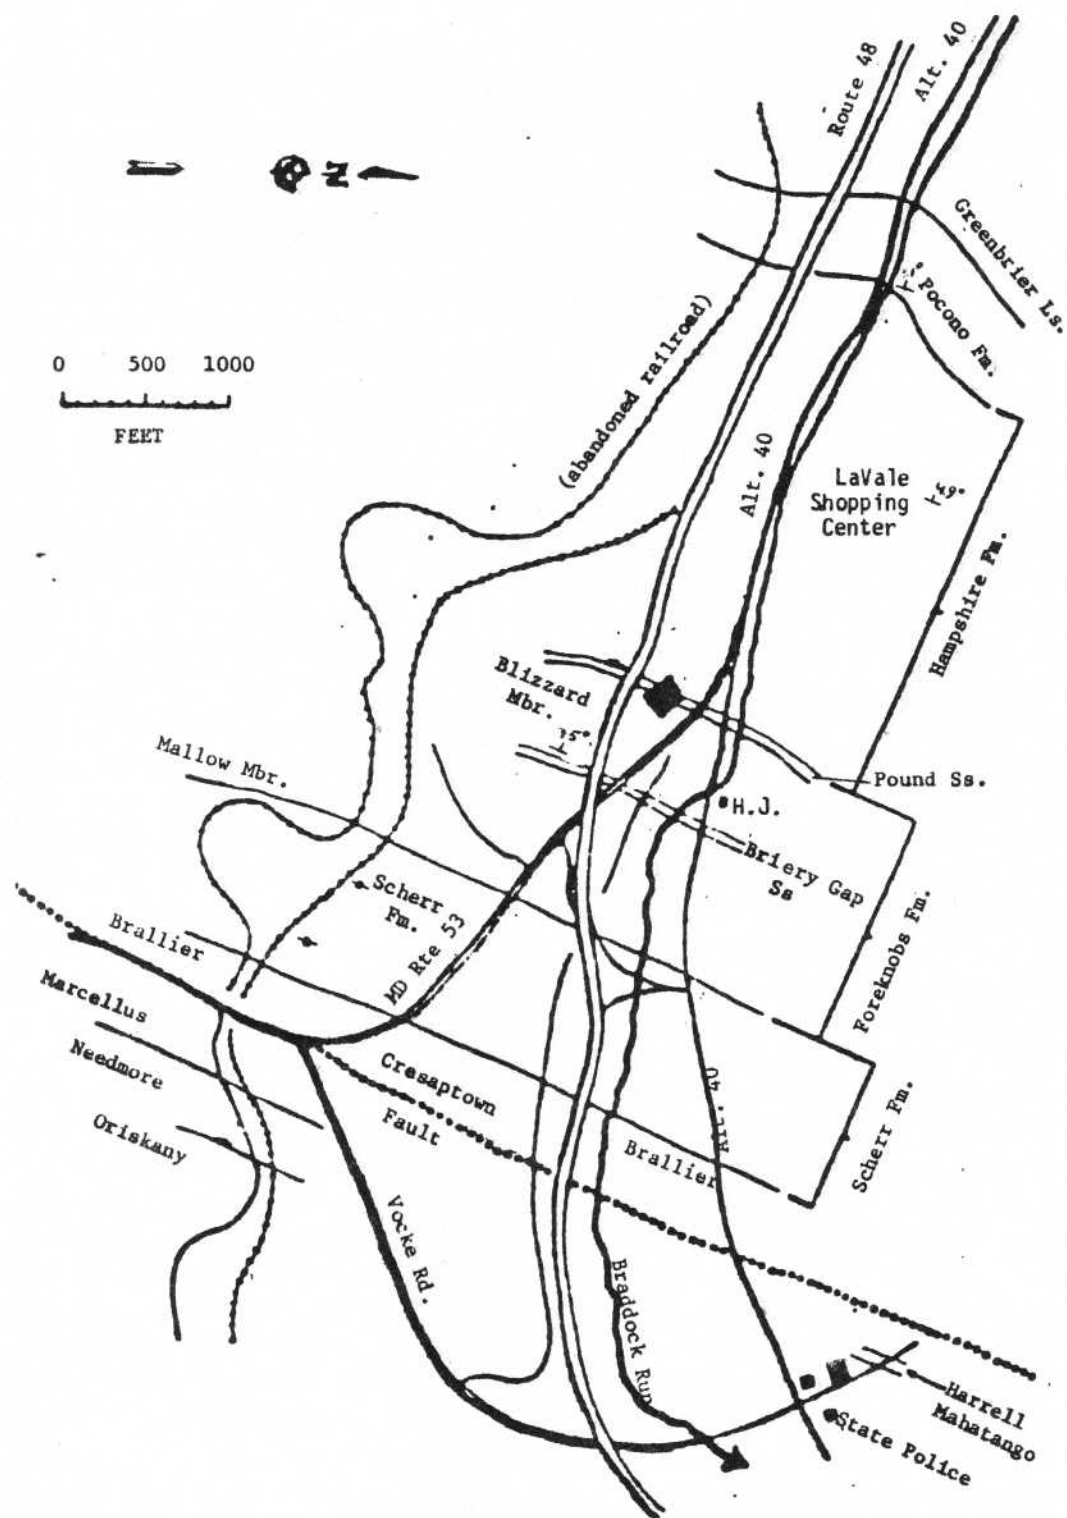 Route 48
Alt. 40
N
Greenbrier Ls.
Pocono Fm.
0 500 1000
FEET
(abandoned railroad)
Alt. 40
LaVale
Shopping
Center
49°
Hampshire Fm.
Blizzard
Mbr.
Mallow Mbr.
Pound Ss.
H.J.
Briery Gap
Ss
Scherr
Fm.
MD Rte 53
Foreknobs Fm.
Brallier
Marcellus
Needmore
Oriskany
Cresaptown
Fault
Alt. 40
Brallier
Scherr Fm.
Vocke Rd.
Braddock Run
Harrell
Mahatango
State Police